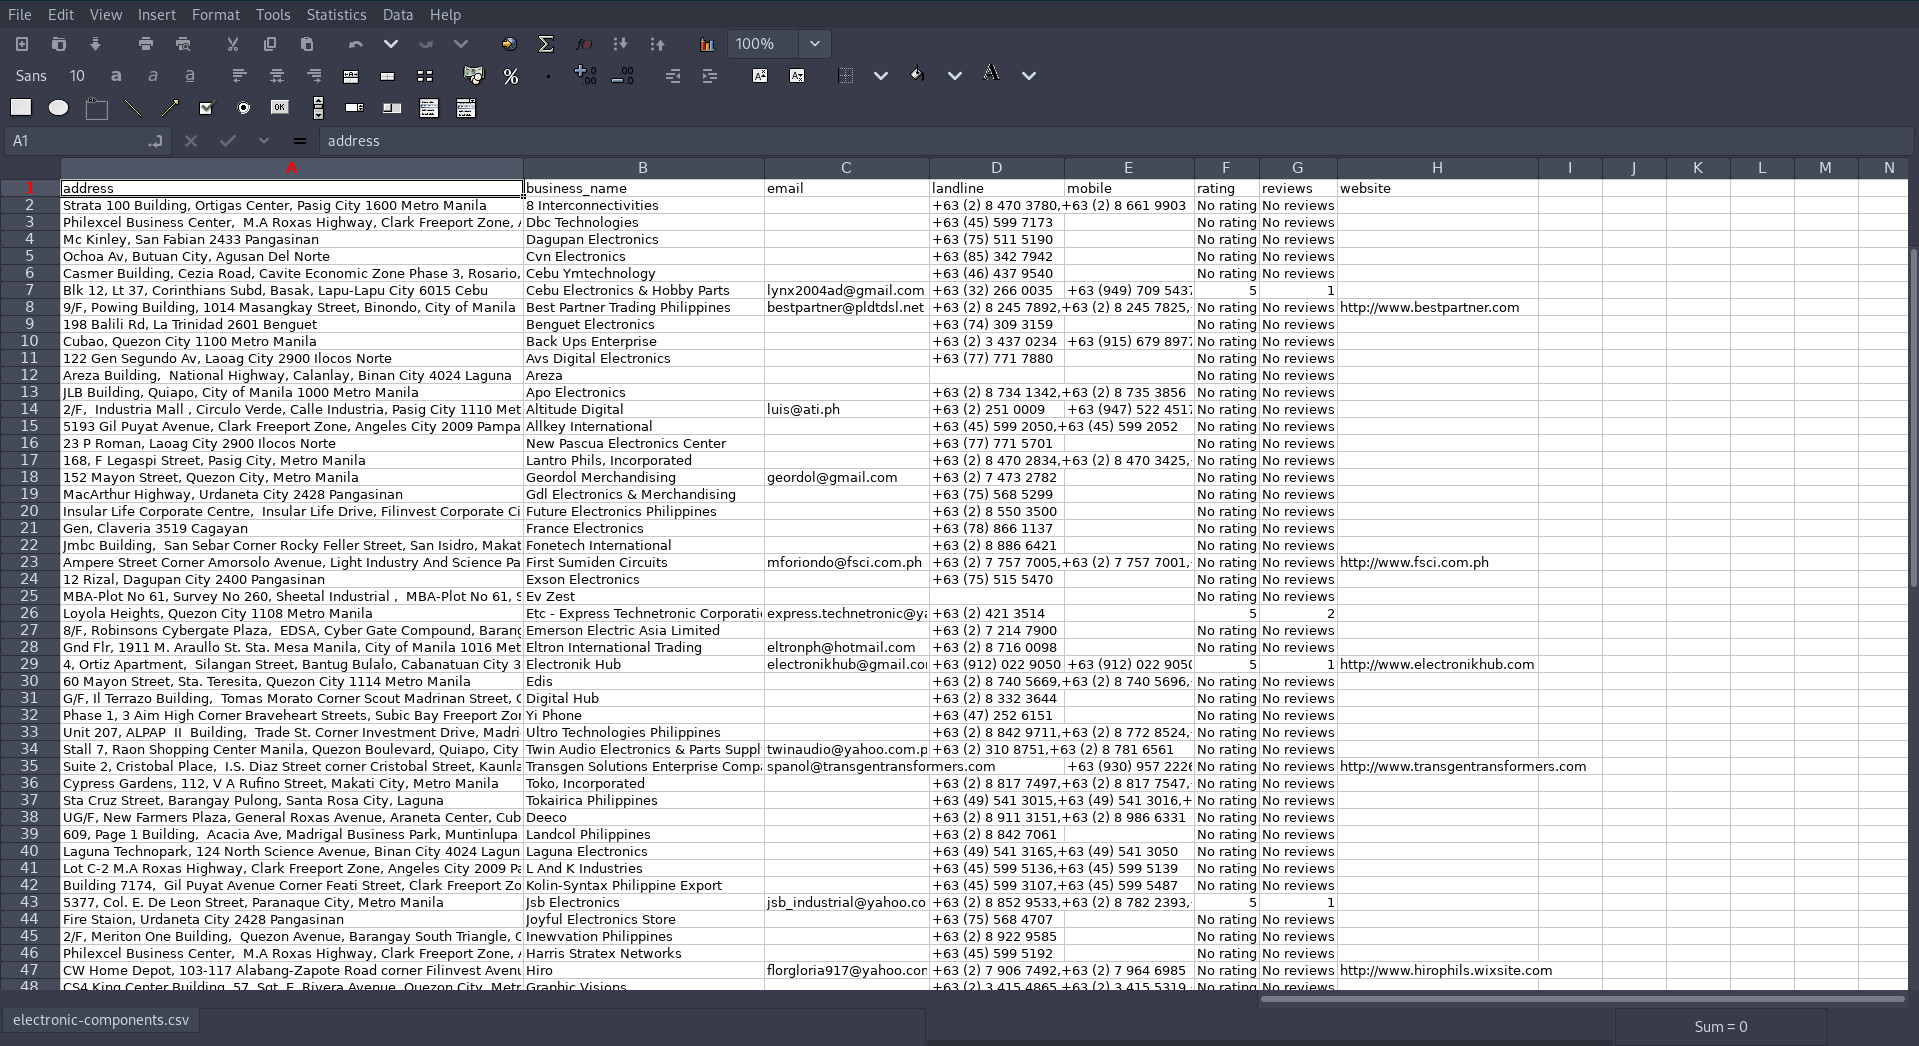 File Edit View Insert Format Tools Statistics Data Help
100%
Sans 10
A1 = address
A B C D E F G H I J K L M N
1 address business_name email landline mobile rating reviews website
2 Strata 100 Building, Ortigas Center, Pasig City 1600 Metro Manila 8 Interconnectivities +63 (2) 8 470 3780,+63 (2) 8 661 9903 No rating No reviews
3 Philexcel Business Center,  M.A Roxas Highway, Clark Freeport Zone, Dbc Technologies +63 (45) 599 7173 No rating No reviews
4 Mc Kinley, San Fabian 2433 Pangasinan Dagupan Electronics +63 (75) 511 5190 No rating No reviews
5 Ochoa Av, Butuan City, Agusan Del Norte Cvn Electronics +63 (85) 342 7942 No rating No reviews
6 Casmer Building, Cezia Road, Cavite Economic Zone Phase 3, Rosario, Cebu Ymtechnology +63 (46) 437 9540 No rating No reviews
7 Blk 12, Lt 37, Corinthians Subd, Basak, Lapu-Lapu City 6015 Cebu Cebu Electronics & Hobby Parts lynx2004ad@gmail.com +63 (32) 266 0035 +63 (949) 709 5437 5 1
8 9/F, Powing Building, 1014 Masangkay Street, Binondo, City of Manila Best Partner Trading Philippines bestpartner@pldtdsl.net +63 (2) 8 245 7892,+63 (2) 8 245 7825, No rating No reviews http://www.bestpartner.com
9 198 Balili Rd, La Trinidad 2601 Benguet Benguet Electronics +63 (74) 309 3159 No rating No reviews
10 Cubao, Quezon City 1100 Metro Manila Back Ups Enterprise +63 (2) 3 437 0234 +63 (915) 679 8977 No rating No reviews
11 122 Gen Segundo Av, Laoag City 2900 Ilocos Norte Avs Digital Electronics +63 (77) 771 7880 No rating No reviews
12 Areza Building,  National Highway, Calanlay, Binan City 4024 Laguna Areza No rating No reviews
13 JLB Building, Quiapo, City of Manila 1000 Metro Manila Apo Electronics +63 (2) 8 734 1342,+63 (2) 8 735 3856 No rating No reviews
14 2/F,  Industria Mall , Circulo Verde, Calle Industria, Pasig City 1110 Met Altitude Digital luis@ati.ph +63 (2) 251 0009 +63 (947) 522 4517 No rating No reviews
15 5193 Gil Puyat Avenue, Clark Freeport Zone, Angeles City 2009 Pampa Allkey International +63 (45) 599 2050,+63 (45) 599 2052 No rating No reviews
16 23 P Roman, Laoag City 2900 Ilocos Norte New Pascua Electronics Center +63 (77) 771 5701 No rating No reviews
17 168, F Legaspi Street, Pasig City, Metro Manila Lantro Phils, Incorporated +63 (2) 8 470 2834,+63 (2) 8 470 3425, No rating No reviews
18 152 Mayon Street, Quezon City, Metro Manila Geordol Merchandising geordol@gmail.com +63 (2) 7 473 2782 No rating No reviews
19 MacArthur Highway, Urdaneta City 2428 Pangasinan Gdl Electronics & Merchandising +63 (75) 568 5299 No rating No reviews
20 Insular Life Corporate Centre,  Insular Life Drive, Filinvest Corporate Ci Future Electronics Philippines +63 (2) 8 550 3500 No rating No reviews
21 Gen, Claveria 3519 Cagayan France Electronics +63 (78) 866 1137 No rating No reviews
22 Jmbc Building,  San Sebar Corner Rocky Feller Street, San Isidro, Makat Fonetech International +63 (2) 8 886 6421 No rating No reviews
23 Ampere Street Corner Amorsolo Avenue, Light Industry And Science Pa First Sumiden Circuits mforiondo@fsci.com.ph +63 (2) 7 757 7005,+63 (2) 7 757 7001, No rating No reviews http://www.fsci.com.ph
24 12 Rizal, Dagupan City 2400 Pangasinan Exson Electronics +63 (75) 515 5470 No rating No reviews
25 MBA-Plot No 61, Survey No 260, Sheetal Industrial ,  MBA-Plot No 61, S Ev Zest No rating No reviews
26 Loyola Heights, Quezon City 1108 Metro Manila Etc - Express Technetronic Corporati express.technetronic@ya +63 (2) 421 3514 5 2
27 8/F, Robinsons Cybergate Plaza,  EDSA, Cyber Gate Compound, Barang Emerson Electric Asia Limited +63 (2) 7 214 7900 No rating No reviews
28 Gnd Flr, 1911 M. Araullo St. Sta. Mesa Manila, City of Manila 1016 Met Eltron International Trading eltronph@hotmail.com +63 (2) 8 716 0098 No rating No reviews
29 4, Ortiz Apartment,  Silangan Street, Bantug Bulalo, Cabanatuan City 3 Electronik Hub electronikhub@gmail.co +63 (912) 022 9050 +63 (912) 022 9050 5 1 http://www.electronikhub.com
30 60 Mayon Street, Sta. Teresita, Quezon City 1114 Metro Manila Edis +63 (2) 8 740 5669,+63 (2) 8 740 5696, No rating No reviews
31 G/F, Il Terrazo Building,  Tomas Morato Corner Scout Madrinan Street, Digital Hub +63 (2) 8 332 3644 No rating No reviews
32 Phase 1, 3 Aim High Corner Braveheart Streets, Subic Bay Freeport Zo Yi Phone +63 (47) 252 6151 No rating No reviews
33 Unit 207, ALPAP  II  Building,  Trade St. Corner Investment Drive, Madri Ultro Technologies Philippines +63 (2) 8 842 9711,+63 (2) 8 772 8524, No rating No reviews
34 Stall 7, Raon Shopping Center Manila, Quezon Boulevard, Quiapo, City Twin Audio Electronics & Parts Suppl twinaudio@yahoo.com.p +63 (2) 310 8751,+63 (2) 8 781 6561 No rating No reviews
35 Suite 2, Cristobal Place,  I.S. Diaz Street corner Cristobal Street, Kaunla Transgen Solutions Enterprise Comp spanol@transgentransformers.com +63 (930) 957 2226 No rating No reviews http://www.transgentransformers.com
36 Cypress Gardens, 112, V A Rufino Street, Makati City, Metro Manila Toko, Incorporated +63 (2) 8 817 7497,+63 (2) 8 817 7547, No rating No reviews
37 Sta Cruz Street, Barangay Pulong, Santa Rosa City, Laguna Tokairica Philippines +63 (49) 541 3015,+63 (49) 541 3016,+ No rating No reviews
38 UG/F, New Farmers Plaza, General Roxas Avenue, Araneta Center, Cub Deeco +63 (2) 8 911 3151,+63 (2) 8 986 6331 No rating No reviews
39 609, Page 1 Building,  Acacia Ave, Madrigal Business Park, Muntinlupa Landcol Philippines +63 (2) 8 842 7061 No rating No reviews
40 Laguna Technopark, 124 North Science Avenue, Binan City 4024 Lagun Laguna Electronics +63 (49) 541 3165,+63 (49) 541 3050 No rating No reviews
41 Lot C-2 M.A Roxas Highway, Clark Freeport Zone, Angeles City 2009 Pa L And K Industries +63 (45) 599 5136,+63 (45) 599 5139 No rating No reviews
42 Building 7174,  Gil Puyat Avenue Corner Feati Street, Clark Freeport Zo Kolin-Syntax Philippine Export +63 (45) 599 3107,+63 (45) 599 5487 No rating No reviews
43 5377, Col. E. De Leon Street, Paranaque City, Metro Manila Jsb Electronics jsb_industrial@yahoo.co +63 (2) 8 852 9533,+63 (2) 8 782 2393, 5 1
44 Fire Staion, Urdaneta City 2428 Pangasinan Joyful Electronics Store +63 (75) 568 4707 No rating No reviews
45 2/F, Meriton One Building,  Quezon Avenue, Barangay South Triangle, Inewvation Philippines +63 (2) 8 922 9585 No rating No reviews
46 Philexcel Business Center,  M.A Roxas Highway, Clark Freeport Zone, Harris Stratex Networks +63 (45) 599 5192 No rating No reviews
47 CW Home Depot, 103-117 Alabang-Zapote Road corner Filinvest Avenu Hiro florgloria917@yahoo.co +63 (2) 7 906 7492,+63 (2) 7 964 6985 No rating No reviews http://www.hirophils.wixsite.com
48 CS4 King Center Building, 57, Sgt. E. Rivera Avenue, Quezon City, Metr Graphic Visions +63 (2) 3 415 4865,+63 (2) 3 415 5319, No rating No reviews
electronic-components.csv Sum = 0